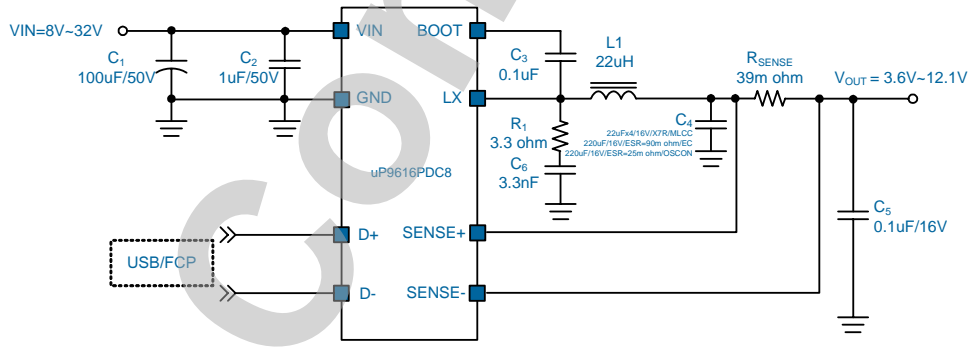 VIN=8V~32V
C1
100uF/50V
C2
1uF/50V
VIN
BOOT
GND
LX
uP9616PDC8
D+
SENSE+
D-
SENSE-
USB/FCP
C3
0.1uF
L1
22uH
R1
3.3 ohm
C6
3.3nF
C4
22uFx4/16V/X7R/MLCC
220uF/16V/ESR=90m ohm/EC
220uF/16V/ESR=25m ohm/OSCON
RSENSE
39m ohm
VOUT = 3.6V~12.1V
C5
0.1uF/16V